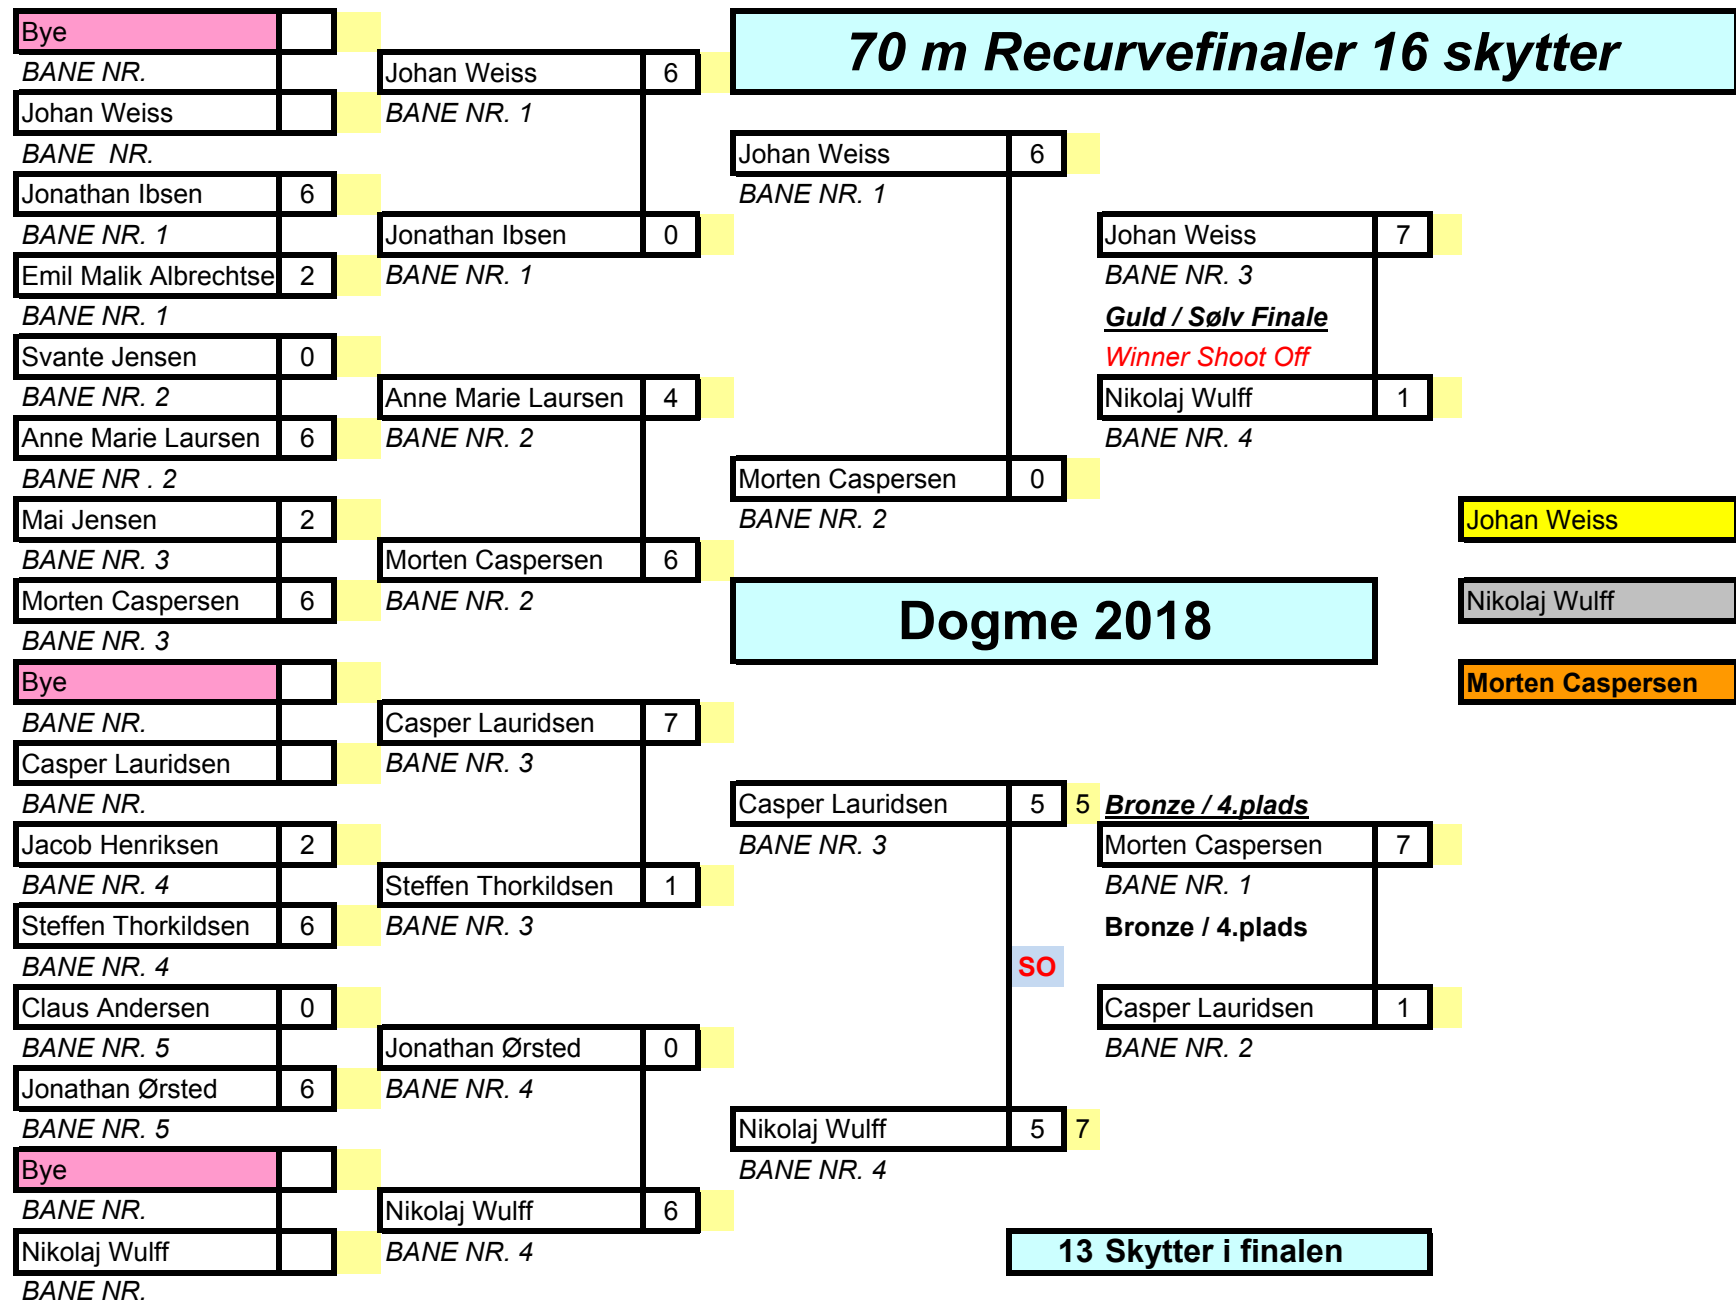 Bye
70 m Recurvefinaler 16 skytter
BANE NR.
Johan Weiss 6
Johan Weiss
BANE NR. 1
BANE  NR.
Johan Weiss 6
Jonathan Ibsen 6
BANE NR. 1
BANE NR. 1
Jonathan Ibsen 0
Johan Weiss 7
Emil Malik Albrechtse 2
BANE NR. 1
BANE NR. 3
BANE NR. 1
Guld / Sølv Finale
Svante Jensen 0
Winner Shoot Off
BANE NR. 2
Anne Marie Laursen 4
Nikolaj Wulff 1
Anne Marie Laursen 6
BANE NR. 2
BANE NR. 4
BANE NR . 2
Morten Caspersen 0
Mai Jensen 2
BANE NR. 2
Johan Weiss
BANE NR. 3
Morten Caspersen 6
Morten Caspersen 6
BANE NR. 2
Dogme 2018
Nikolaj Wulff
BANE NR. 3
Bye
Morten Caspersen
BANE NR.
Casper Lauridsen 7
Casper Lauridsen
BANE NR. 3
BANE NR.
Casper Lauridsen 5 5
Bronze / 4.plads
Jacob Henriksen 2
BANE NR. 3
Morten Caspersen 7
BANE NR. 4
Steffen Thorkildsen 1
BANE NR. 1
Steffen Thorkildsen 6
BANE NR. 3
Bronze / 4.plads
BANE NR. 4
SO
Claus Andersen 0
Casper Lauridsen 1
BANE NR. 5
Jonathan Ørsted 0
BANE NR. 2
Jonathan Ørsted 6
BANE NR. 4
BANE NR. 5
Nikolaj Wulff 5 7
Bye
BANE NR. 4
BANE NR.
Nikolaj Wulff 6
Nikolaj Wulff
BANE NR. 4
13 Skytter i finalen
BANE NR.